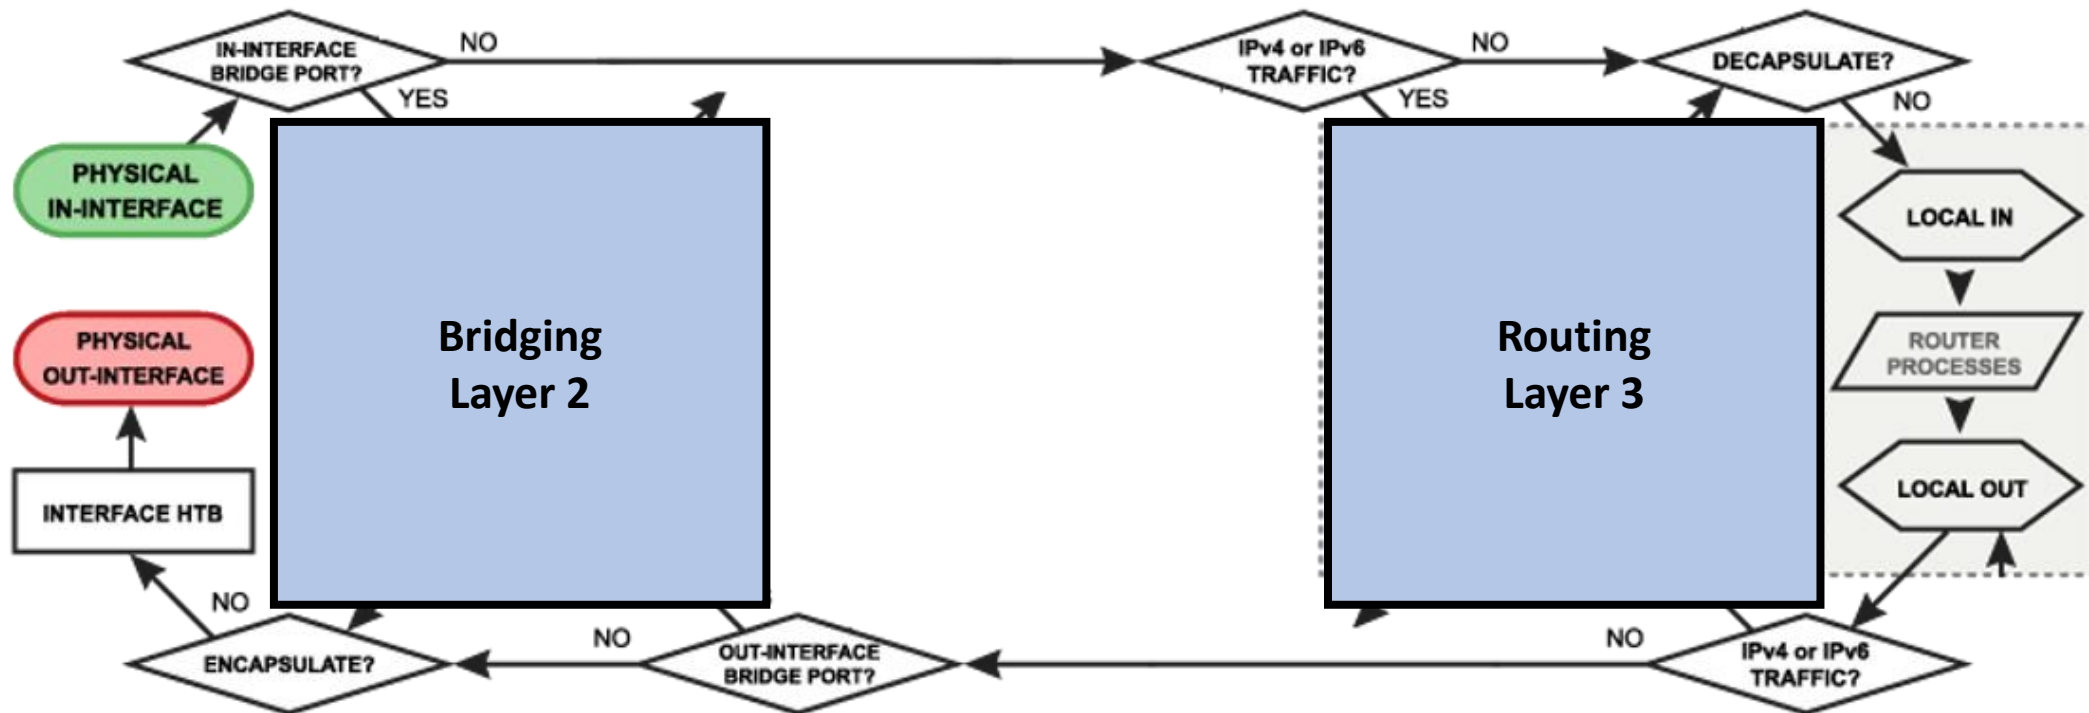 IN-INTERFACE
BRIDGE PORT?
NO
YES
IPv4 or IPv6
TRAFFIC?
NO
YES
DECAPSULATE?
NO
PHYSICAL
IN-INTERFACE
LOCAL IN
PHYSICAL
OUT-INTERFACE
Bridging
Layer 2
Routing
Layer 3
ROUTER
PROCESSES
INTERFACE HTB
LOCAL OUT
NO
ENCAPSULATE?
NO
OUT-INTERFACE
BRIDGE PORT?
NO
IPv4 or IPv6
TRAFFIC?